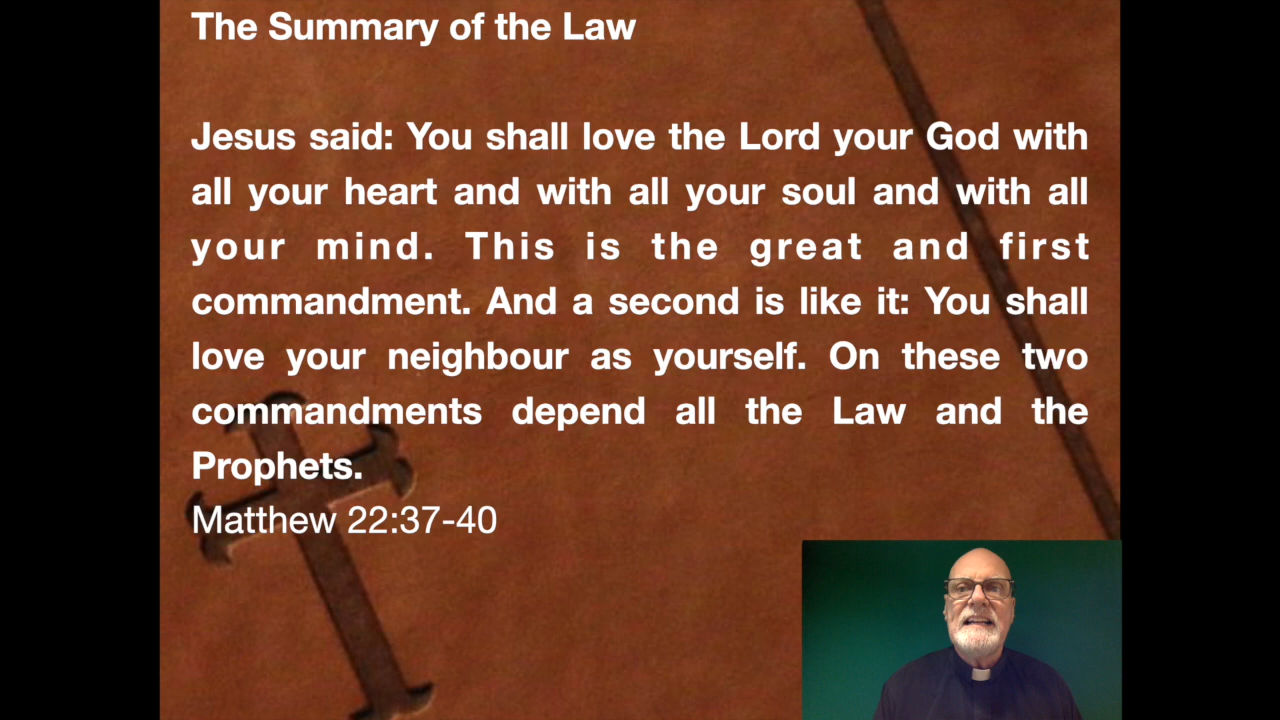 The Summary of the Law
Jesus said: You shall love the Lord your God with
all your heart and with all your soul and with all
your mind. This is the great and first
commandment. And a second is like it: You shall
love your neighbour as yourself. On these two
commandments depend all the Law and the
Prophets.
Matthew 22:37-40